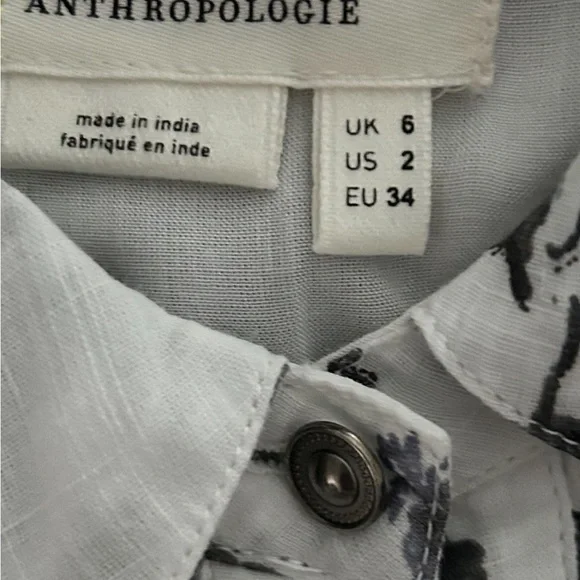 ANTHROPOLOGIE
made in india
fabriqué en inde
UK 6
US 2
EU 34